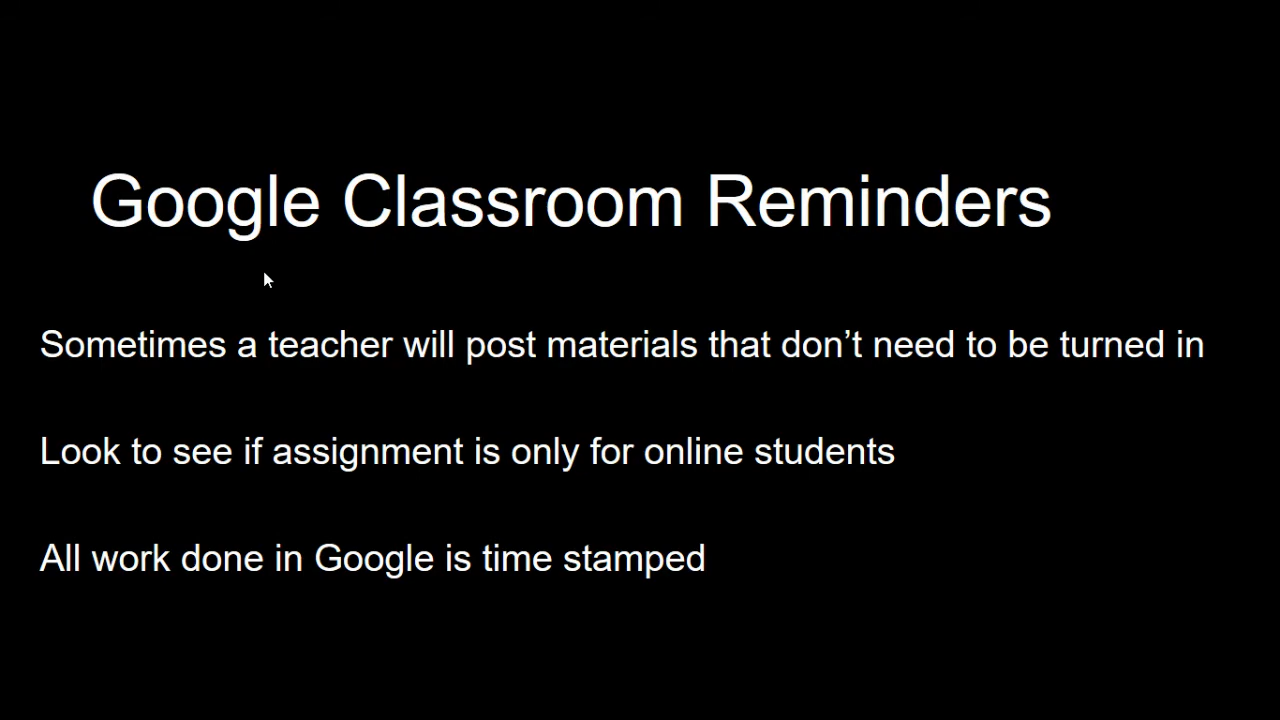 Google Classroom Reminders
Sometimes a teacher will post materials that don’t need to be turned in
Look to see if assignment is only for online students
All work done in Google is time stamped